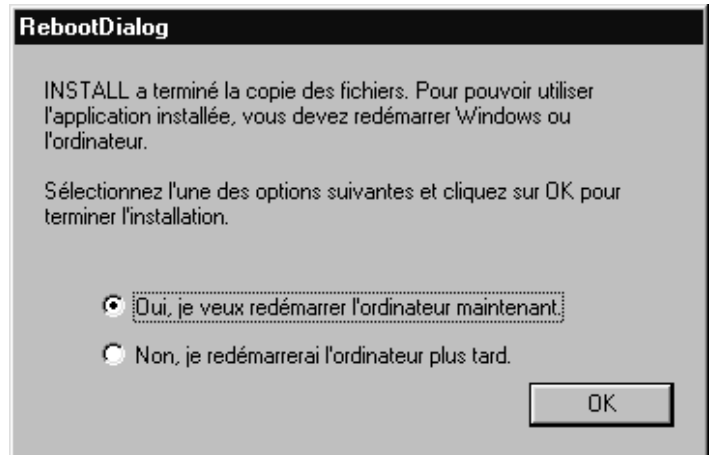 RebootDialog
INSTALL a terminé la copie des fichiers. Pour pouvoir utiliser
l'application installée, vous devez redémarrer Windows ou
l'ordinateur.
Sélectionnez l'une des options suivantes et cliquez sur OK pour
terminer l'installation.
Oui, je veux redémarrer l'ordinateur maintenant.
Non, je redémarrerai l'ordinateur plus tard.
OK